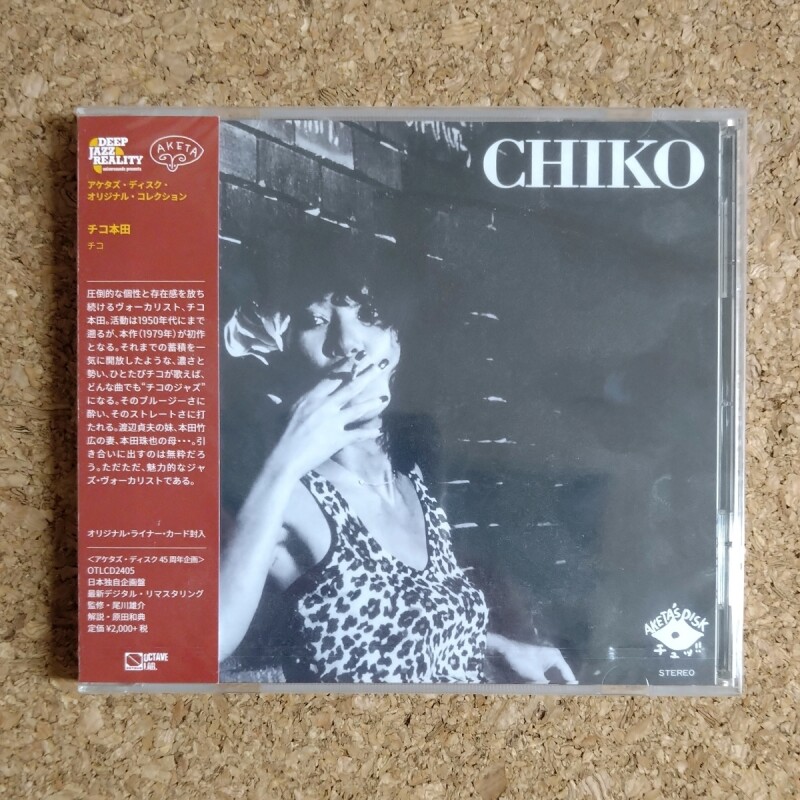 DEEP
JAZZ
REALITY
AKETA
アケタズ・ディスク・
オリジナル・コレクション
チコ本田
チコ
圧倒的な個性と存在感を放ち
続けるヴォーカリスト、チコ
本田。活動は1950年代にまで
遡るが、本作(1979年)が初作
となる。それまでの蓄積を一
気に開放したような、濃さと
勢い、ひとたびチコが歌えば、
どんな曲でも“チコのジャズ”
になる。そのブルージーさに
酔い、そのストレートさに打
たれる。渡辺貞夫の妹、本田竹
広の妻、本田珠也の母・・・。引
き合いに出すのは無粋だろ
う。ただただ、魅力的なジャ
ズ・ヴォーカリストである。
オリジナル・ライナー・カード封入
<アケタズ・ディスク 45 周年企画>
OTLCD2405
日本独自企画盤
最新デジタル・リマスタリング
監修・尾川雄介
解説・原田和典
定価 ¥2,000+ 税
OCTAVE
LAB.
CHIKO
AKETA'S DISK
チュッ!!
STEREO